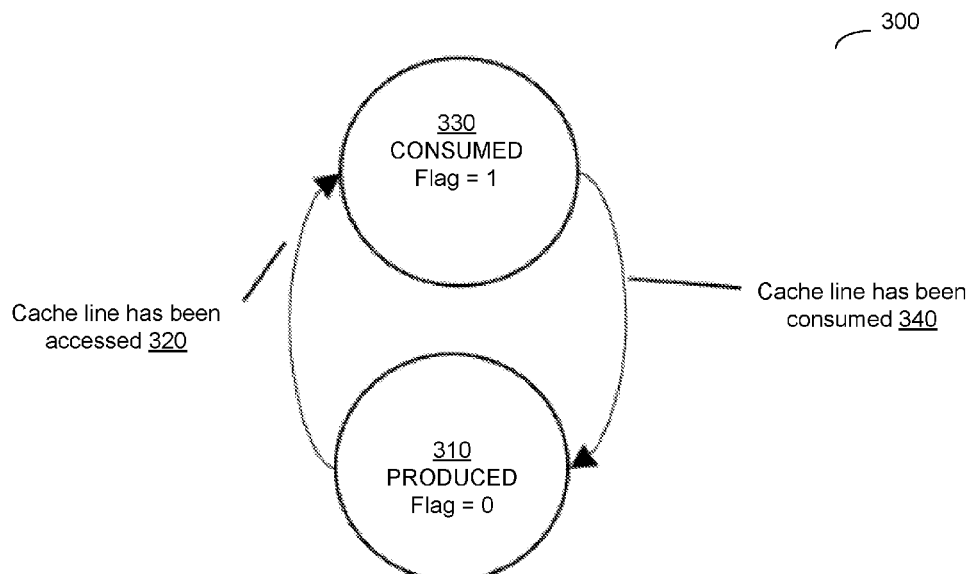 300
330
CONSUMED
Flag = 1
Cache line has been
accessed 320
Cache line has been
consumed 340
310
PRODUCED
Flag = 0